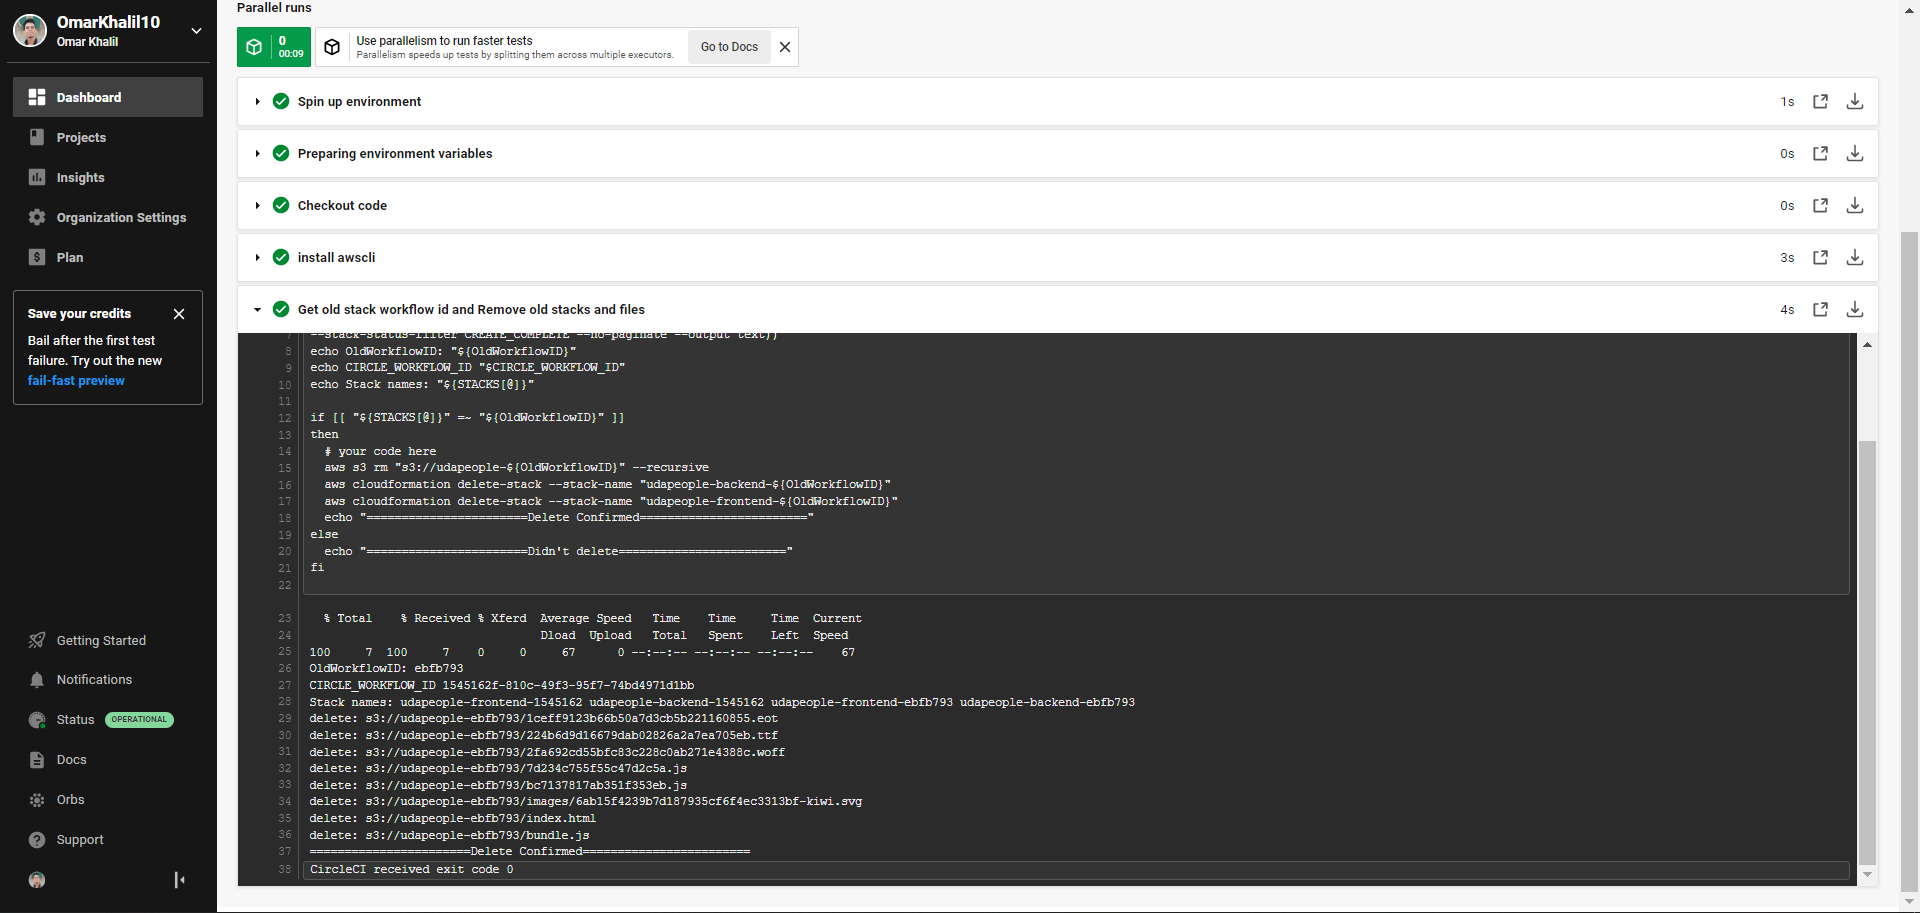 OmarKhalil10
Omar Khalil
Dashboard
Projects
Insights
Organization Settings
Plan
Save your credits
Bail after the first test
failure. Try out the new
fail-fast preview
Getting Started
Notifications
Status OPERATIONAL
Docs
Orbs
Support
Parallel runs
0
00:09
Use parallelism to run faster tests
Parallelism speeds up tests by splitting them across multiple executors.
Go to Docs
Spin up environment 1s
Preparing environment variables 0s
Checkout code 0s
install awscli 3s
Get old stack workflow id and Remove old stacks and files 4s
7 --stack-status-filter CREATE_COMPLETE --no-paginate --output text))
8 echo OldWorkflowID: "${OldWorkflowID}"
9 echo CIRCLE_WORKFLOW_ID "$CIRCLE_WORKFLOW_ID"
10 echo Stack names: "${STACKS[@]}"
11
12 if [[ "${STACKS[@]}" =~ "${OldWorkflowID}" ]]
13 then
14 # your code here
15 aws s3 rm "s3://udapeople-${OldWorkflowID}" --recursive
16 aws cloudformation delete-stack --stack-name "udapeople-backend-${OldWorkflowID}"
17 aws cloudformation delete-stack --stack-name "udapeople-frontend-${OldWorkflowID}"
18 echo "=======================Delete Confirmed========================"
19 else
20 echo "=======================Didn't delete========================"
21 fi
22
23 % Total % Received % Xferd Average Speed Time Time Time Current
24 Dload Upload Total Spent Left Speed
25 100 7 100 7 0 0 67 0 --:--:-- --:--:-- --:--:-- 67
26 OldWorkflowID: ebfb793
27 CIRCLE_WORKFLOW_ID 1545162f-810c-49f3-95f7-74bd4971d1bb
28 Stack names: udapeople-frontend-1545162 udapeople-backend-1545162 udapeople-frontend-ebfb793 udapeople-backend-ebfb793
29 delete: s3://udapeople-ebfb793/1ceff9123b66b50a7d3cb5b221160855.eot
30 delete: s3://udapeople-ebfb793/224b6d9d16679dab02826a2a7ea705eb.ttf
31 delete: s3://udapeople-ebfb793/2fa692cd55bfc83c228c0ab271e4388c.woff
32 delete: s3://udapeople-ebfb793/7d234c755f55c47d2c5a.js
33 delete: s3://udapeople-ebfb793/bc7137817ab351f353eb.js
34 delete: s3://udapeople-ebfb793/images/6ab15f4239b7d187935cf6f4ec3313bf-kiwi.svg
35 delete: s3://udapeople-ebfb793/index.html
36 delete: s3://udapeople-ebfb793/bundle.js
37 =======================Delete Confirmed========================
38 CircleCI received exit code 0